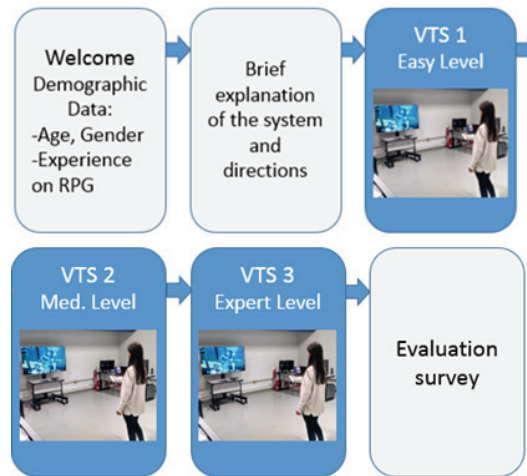 Welcome
Demographic
Data:
-Age, Gender
-Experience
on RPG
Brief
explanation
of the system
and
directions
VTS 1
Easy Level
VTS 2
Med. Level
VTS 3
Expert Level
Evaluation
survey